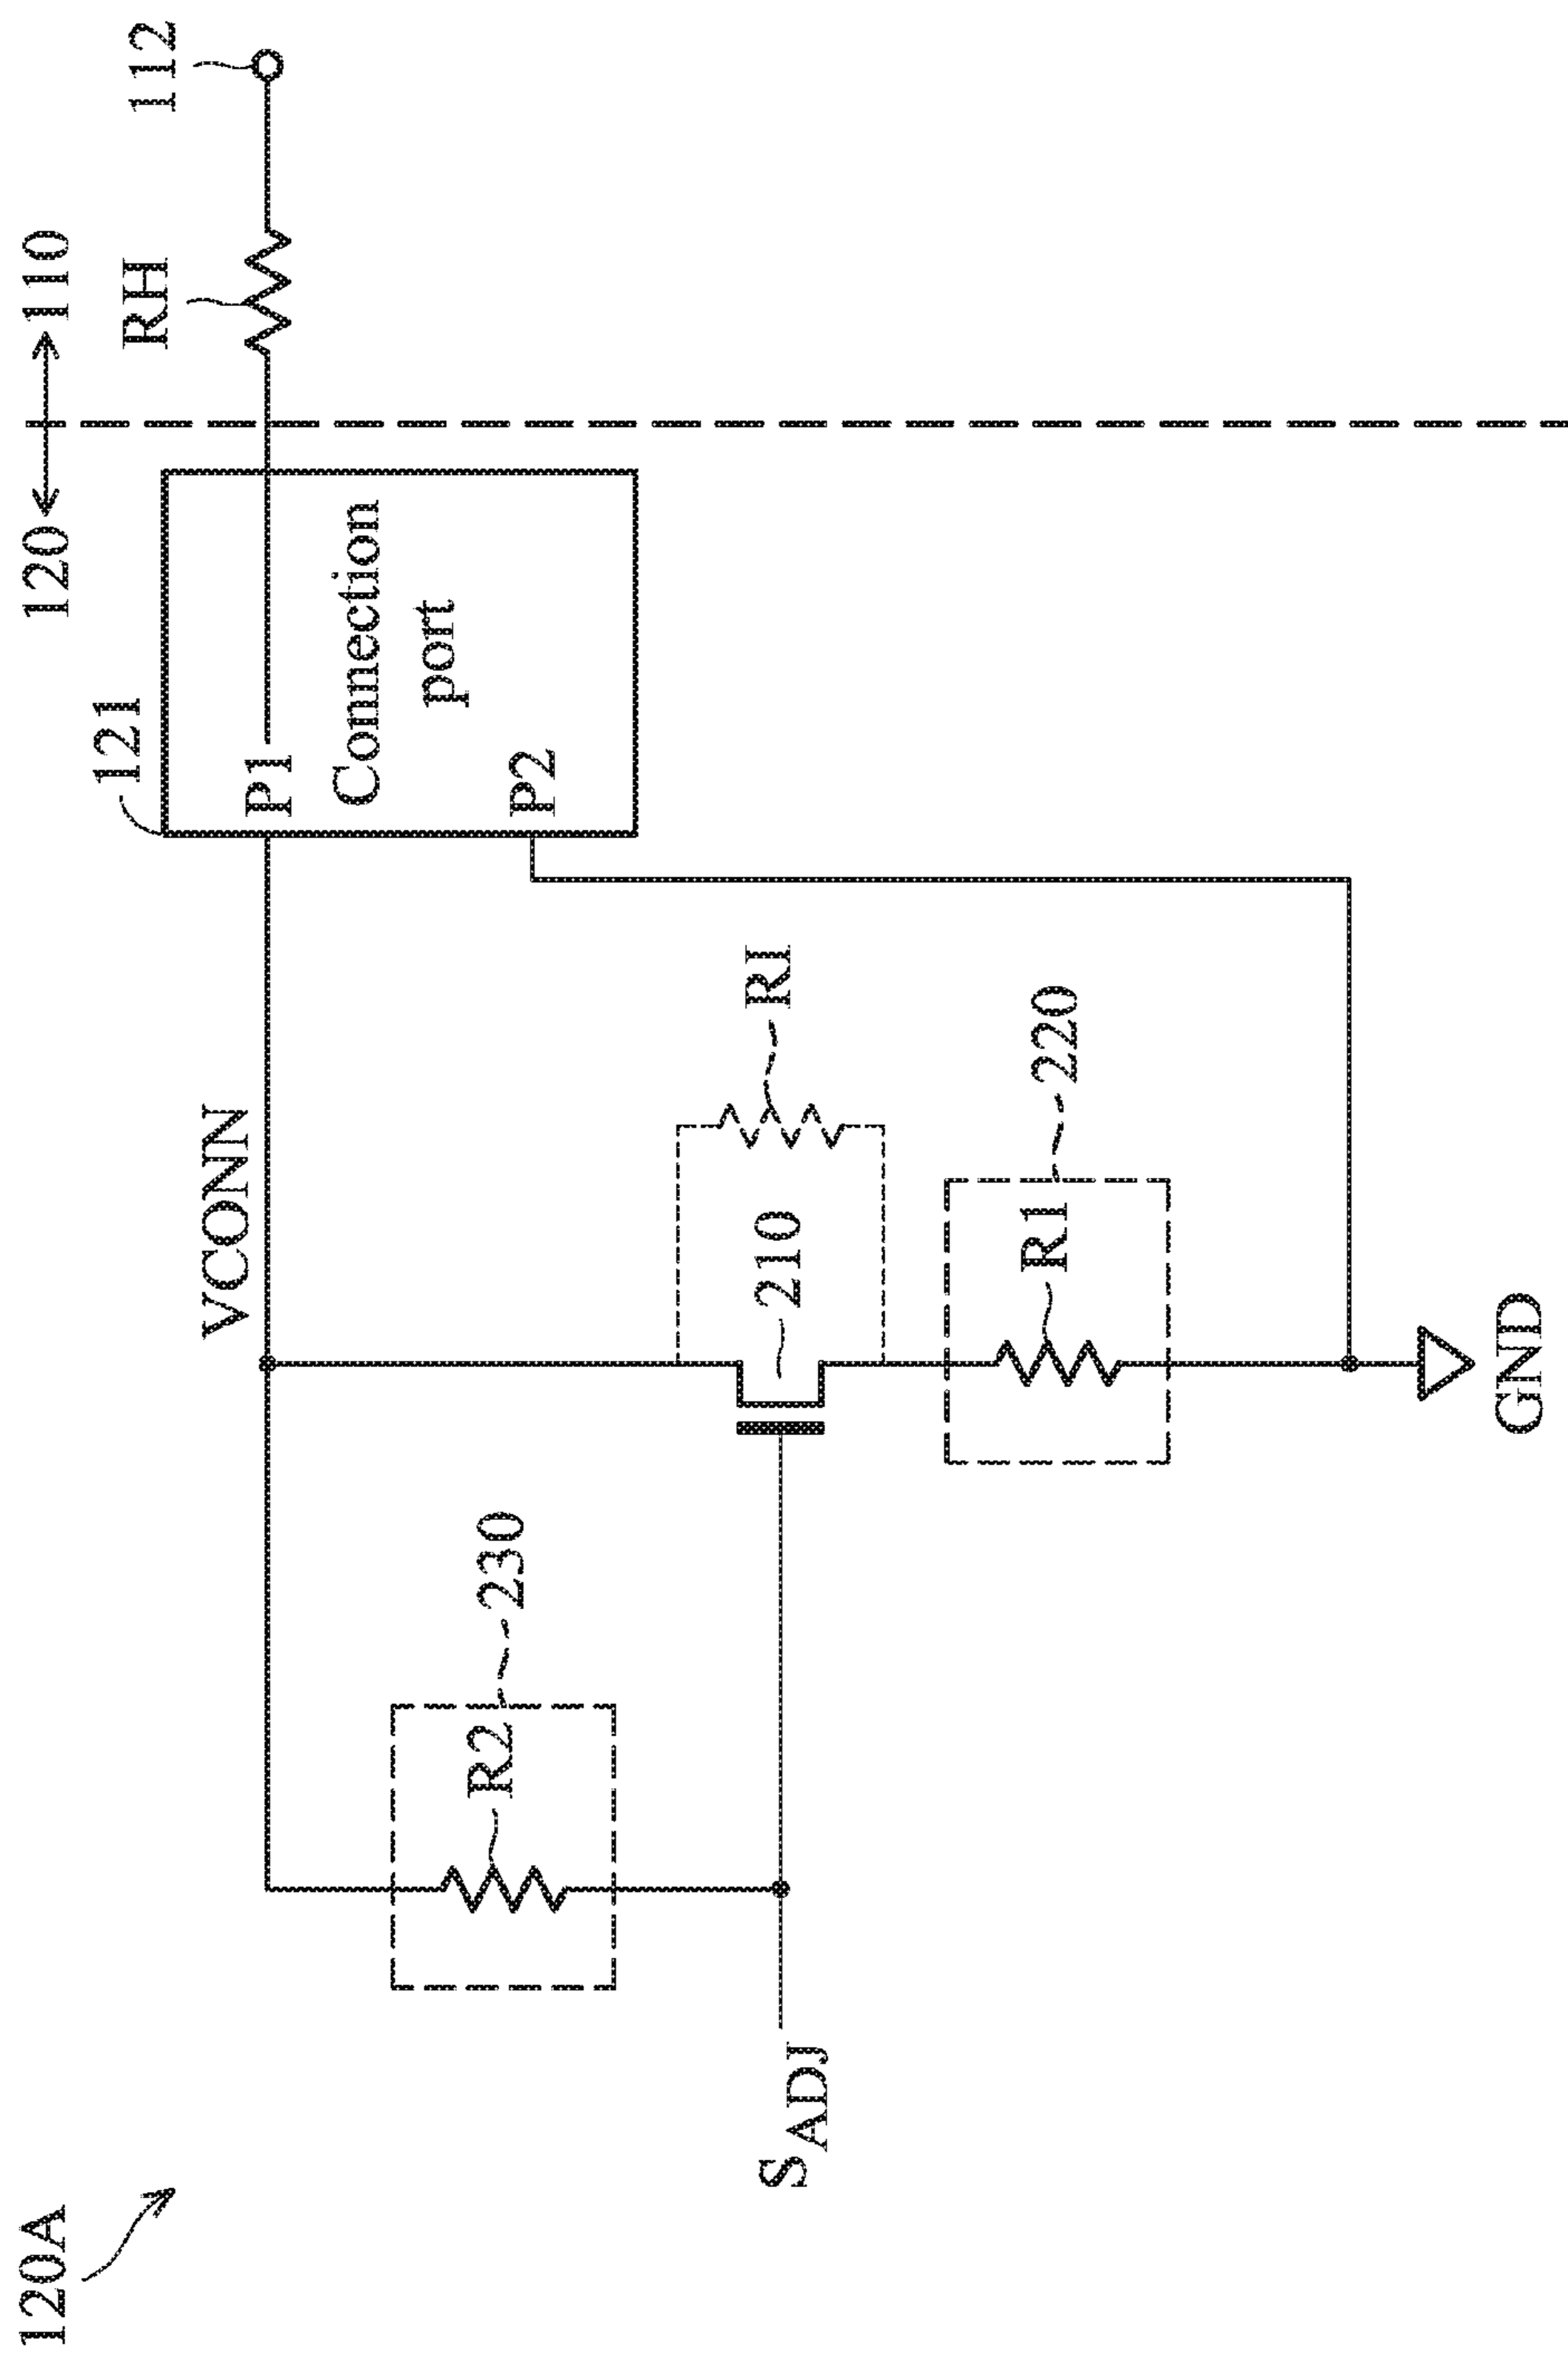 120A
120
110
121
VCONN
P1
Connection
port
P2
RH
112
R2
230
RI
210
R1
220
SADJ
GND